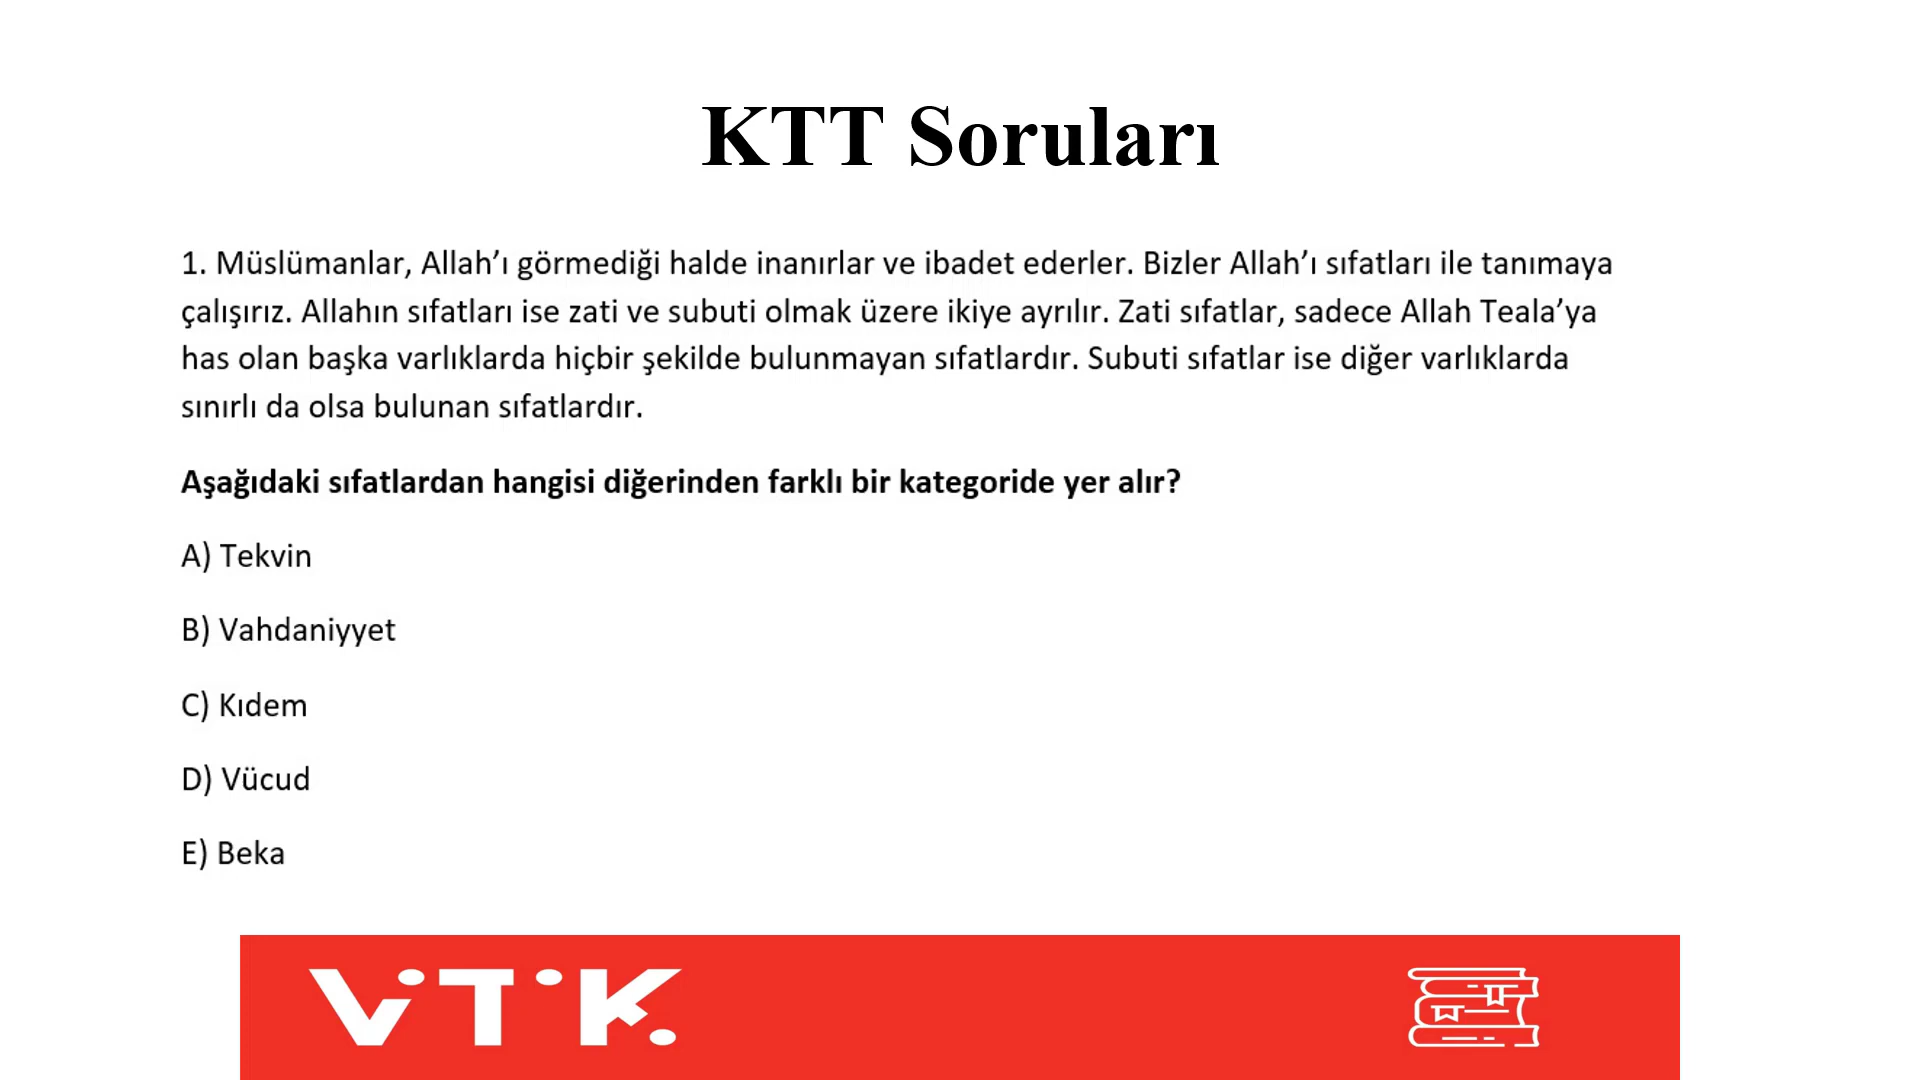 KTT Soruları
1. Müslümanlar, Allah’ı görmediği halde inanırlar ve ibadet ederler. Bizler Allah’ı sıfatları ile tanımaya
çalışırız. Allahın sıfatları ise zati ve subuti olmak üzere ikiye ayrılır. Zati sıfatlar, sadece Allah Teala’ya
has olan başka varlıklarda hiçbir şekilde bulunmayan sıfatlardır. Subuti sıfatlar ise diğer varlıklarda
sınırlı da olsa bulunan sıfatlardır.
Aşağıdaki sıfatlardan hangisi diğerinden farklı bir kategoride yer alır?
A) Tekvin
B) Vahdaniyyet
C) Kıdem
D) Vücud
E) Beka
ViTiK